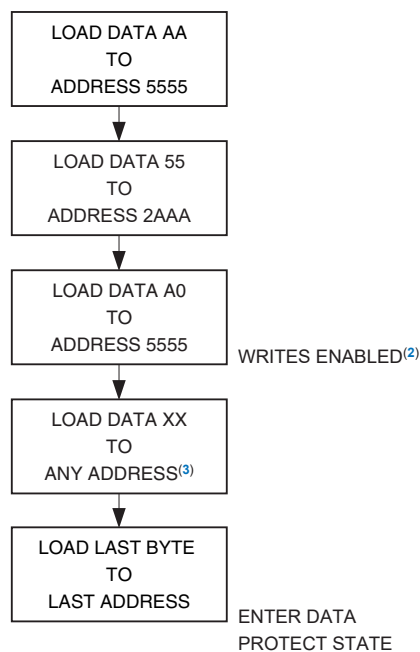 LOAD DATA AA
TO
ADDRESS 5555
LOAD DATA 55
TO
ADDRESS 2AAA
LOAD DATA A0
TO
ADDRESS 5555
WRITES ENABLED(2)
LOAD DATA XX
TO
ANY ADDRESS(3)
LOAD LAST BYTE
TO
LAST ADDRESS
ENTER DATA
PROTECT STATE